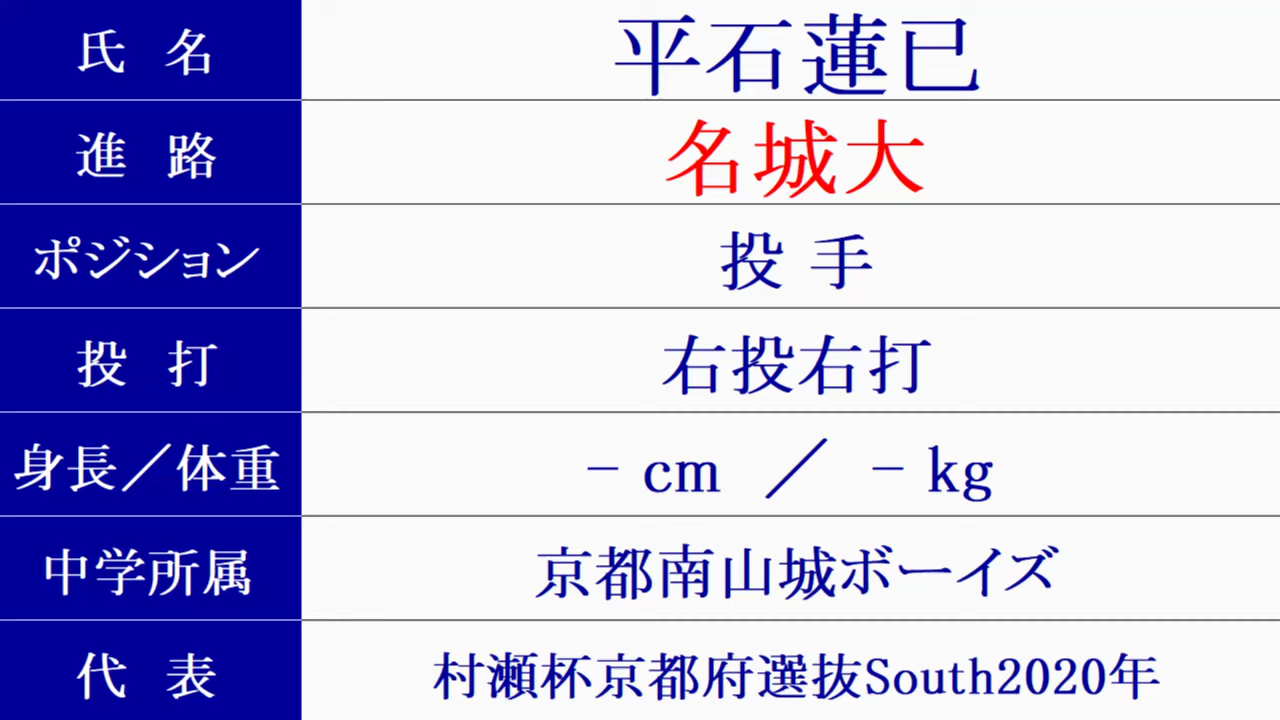 氏 名 平石蓮已
進 路 名城大
ポジション 投 手
投 打 右投右打
身長／体重 － cm ／ － kg
中学所属 京都南山城ボーイズ
代 表 村瀬杯京都府選抜South2020年